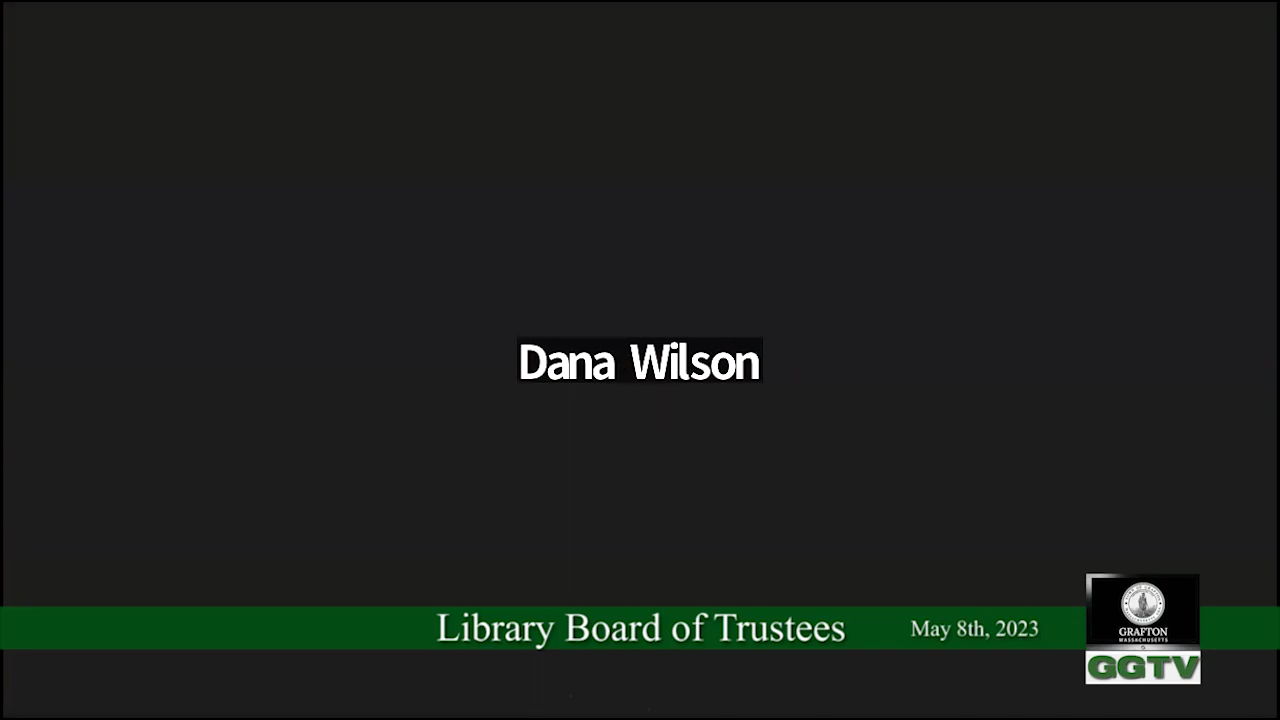 Dana Wilson
Library Board of Trustees
May 8th, 2023
GRAFTON
MASSACHUSETTS
GGTV